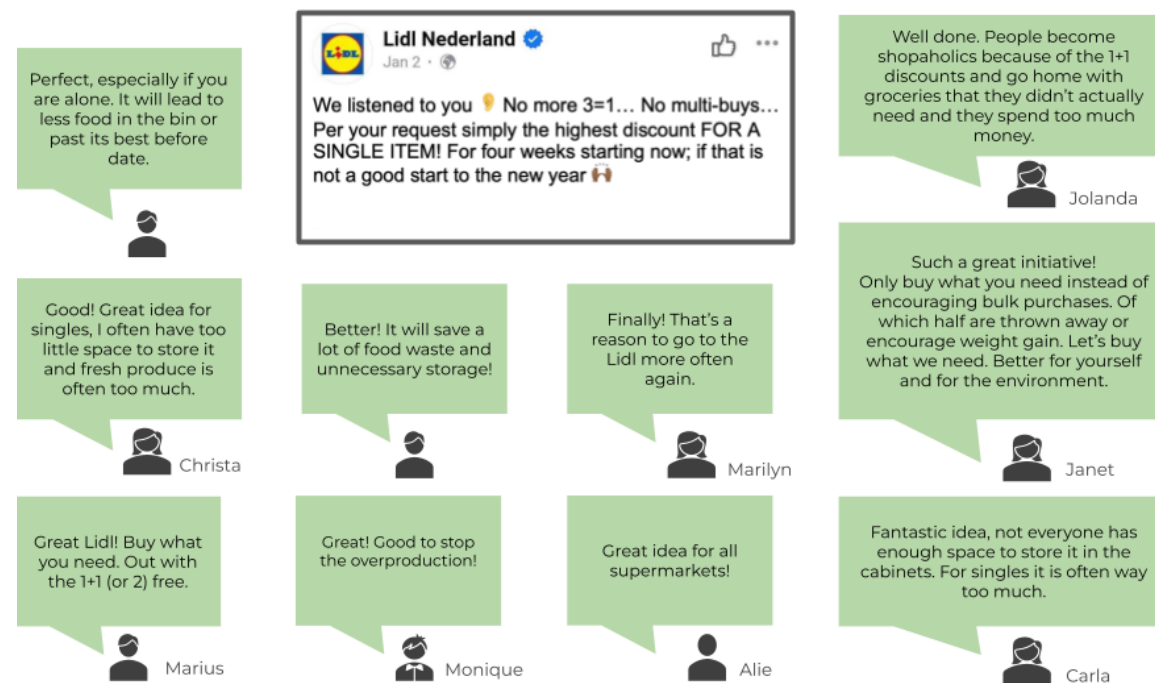 Perfect, especially if you
are alone. It will lead to
less food in the bin or
past its best before
date.
LIDL
Lidl Nederland
Jan 2 ·
We listened to you 👂 No more 3=1... No multi-buys...
Per your request simply the highest discount FOR A
SINGLE ITEM! For four weeks starting now; if that is
not a good start to the new year 🙌🏾
Well done. People become
shopaholics because of the 1+1
discounts and go home with
groceries that they didn't actually
need and they spend too much
money.
Jolanda
Good! Great idea for
singles, I often have too
little space to store it
and fresh produce is
often too much.
Christa
Better! It will save a
lot of food waste and
unnecessary storage!
Finally! That's a
reason to go to the
Lidl more often
again.
Marilyn
Such a great initiative!
Only buy what you need instead of
encouraging bulk purchases. Of
which half are thrown away or
encourage weight gain. Let's buy
what we need. Better for yourself
and for the environment.
Janet
Great Lidl! Buy what
you need. Out with
the 1+1 (or 2) free.
Marius
Great! Good to stop
the overproduction!
Monique
Great idea for all
supermarkets!
Alie
Fantastic idea, not everyone has
enough space to store it in the
cabinets. For singles it is often way
too much.
Carla